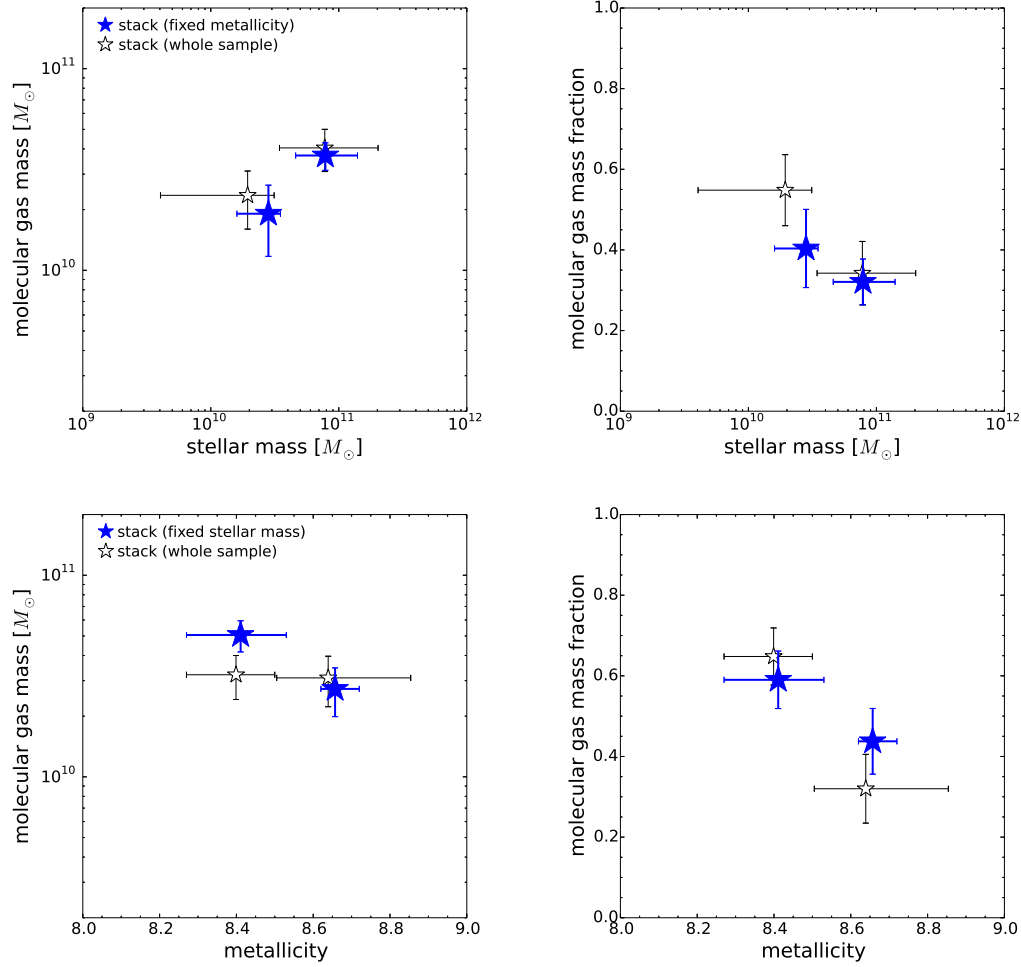 stack (fixed metallicity)
stack (whole sample)
molecular gas mass [M⊙]
10^11
10^10
10^9 10^10 10^11 10^12
stellar mass [M⊙]
molecular gas mass fraction
1.0
0.8
0.6
0.4
0.2
0.0
10^9 10^10 10^11 10^12
stellar mass [M⊙]
stack (fixed stellar mass)
stack (whole sample)
molecular gas mass [M⊙]
10^11
10^10
8.0 8.2 8.4 8.6 8.8 9.0
metallicity
molecular gas mass fraction
1.0
0.8
0.6
0.4
0.2
0.0
8.0 8.2 8.4 8.6 8.8 9.0
metallicity